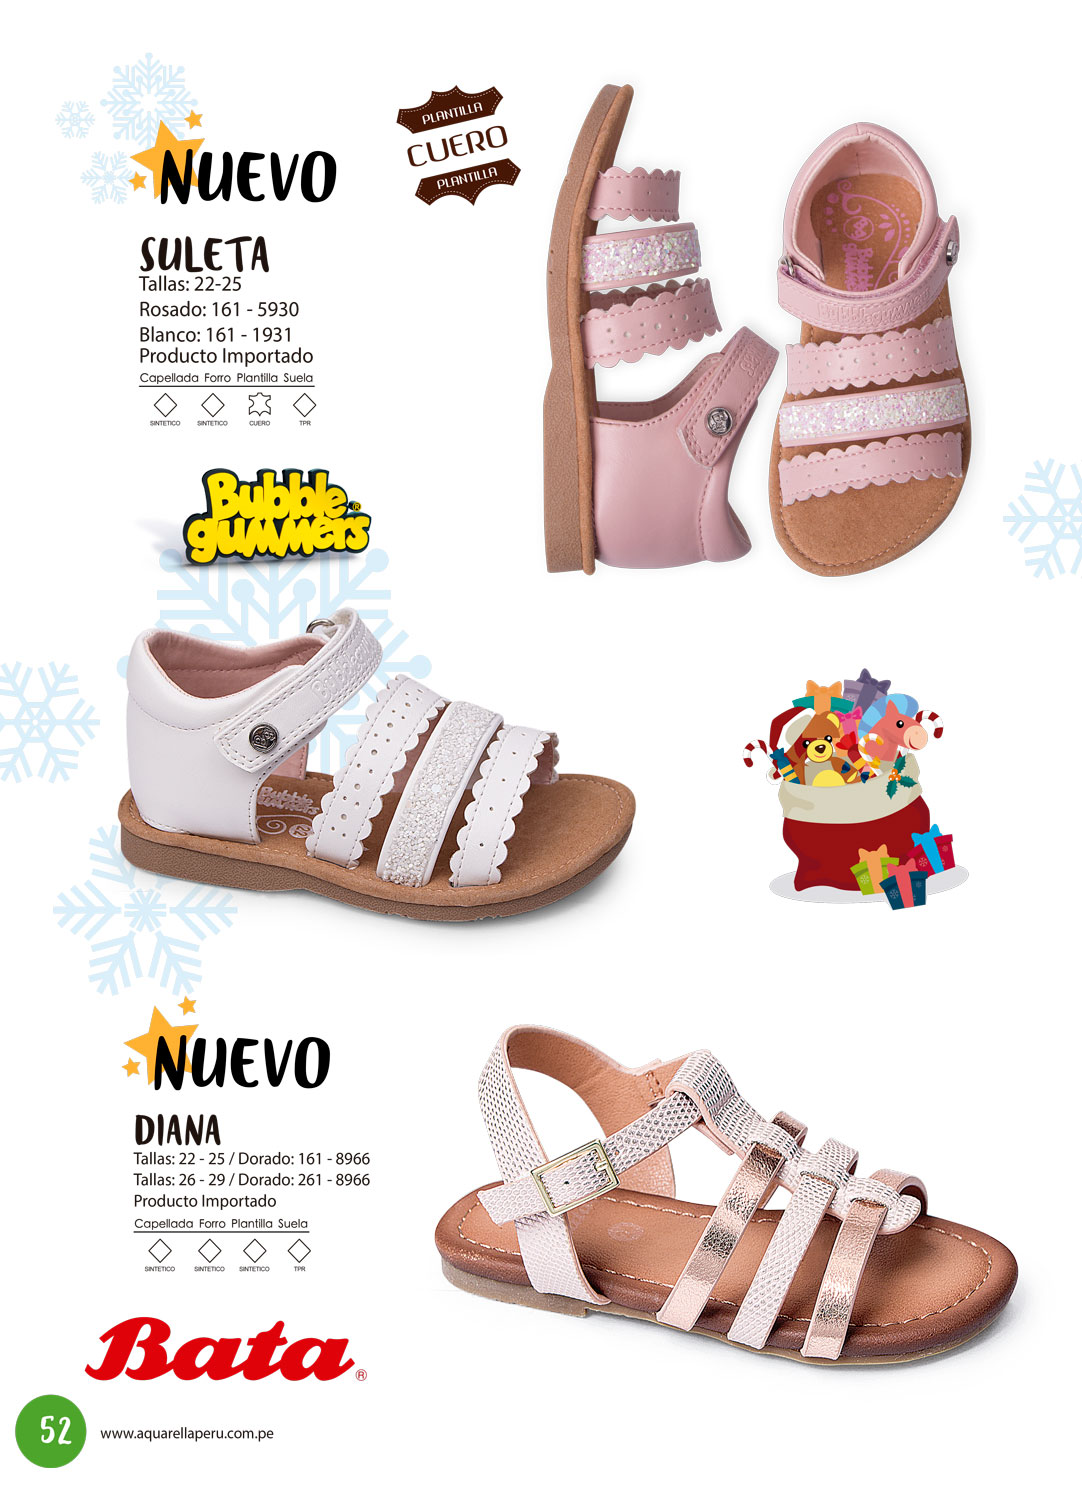 NUEVO
PLANTILLA
CUERO
PLANTILLA
SULETA
Tallas: 22-25
Rosado: 161 - 5930
Blanco: 161 - 1931
Producto Importado
Capellada Forro Plantilla Suela
SINTETICO SINTETICO CUERO TPR
Bubble
gummers®
NUEVO
DIANA
Tallas: 22 - 25 / Dorado: 161 - 8966
Tallas: 26 - 29 / Dorado: 261 - 8966
Producto Importado
Capellada Forro Plantilla Suela
SINTETICO SINTETICO SINTETICO TPR
Bata®
52
www.aquarellaperu.com.pe